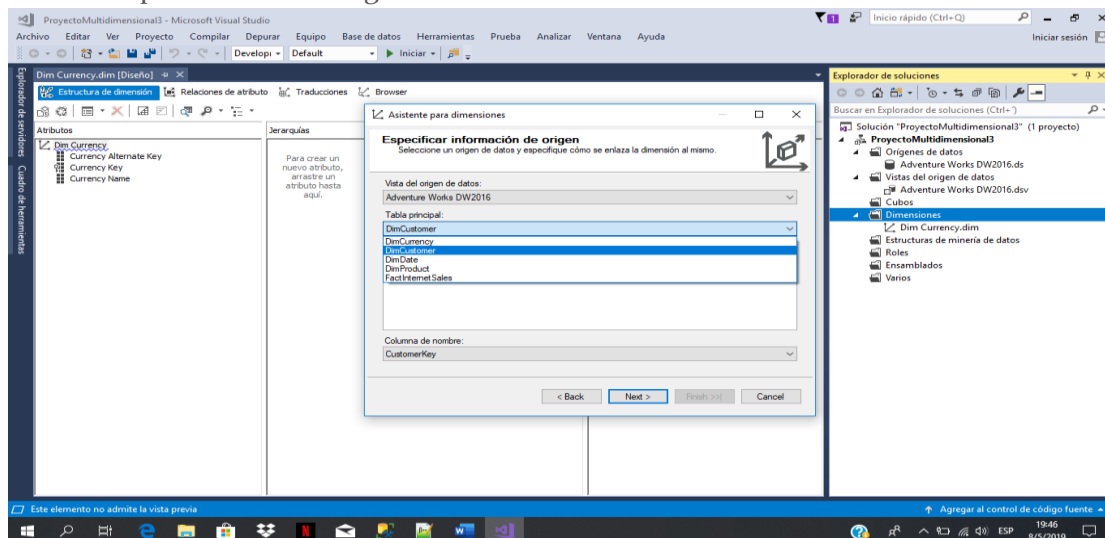 ProyectoMultidimensional3 - Microsoft Visual Studio
Inicio rápido (Ctrl+Q)
Archivo Editar Ver Proyecto Compilar Depurar Equipo Base de datos Herramientas Prueba Analizar Ventana Ayuda
Iniciar sesión
Developi Default Iniciar
Explorador de servidores
Cuadro de herramientas
Dim Currency.dim [Diseño]
Estructura de dimensión Relaciones de atributo Traducciones Browser
Atributos
Dim Currency
Currency Alternate Key
Currency Key
Currency Name
Jerarquías
Para crear un
nuevo atributo,
arrastre un
atributo hasta
aquí.
Asistente para dimensiones
Especificar información de origen
Seleccione un origen de datos y especifique cómo se enlaza la dimensión al mismo.
Vista del origen de datos:
Adventure Works DW2016
Tabla principal:
DimCustomer
DimCurrency
DimCustomer
DimDate
DimProduct
FactInternetSales
Columna de nombre:
CustomerKey
< Back Next > Finish >>| Cancel
Explorador de soluciones
Buscar en Explorador de soluciones (Ctrl+´)
Solución "ProyectoMultidimensional3" (1 proyecto)
ProyectoMultidimensional3
Orígenes de datos
Adventure Works DW2016.ds
Vistas del origen de datos
Adventure Works DW2016.dsv
Cubos
Dimensiones
Dim Currency.dim
Estructuras de minería de datos
Roles
Ensamblados
Varios
Este elemento no admite la vista previa
Agregar al control de código fuente
ESP
19:46
8/5/2019